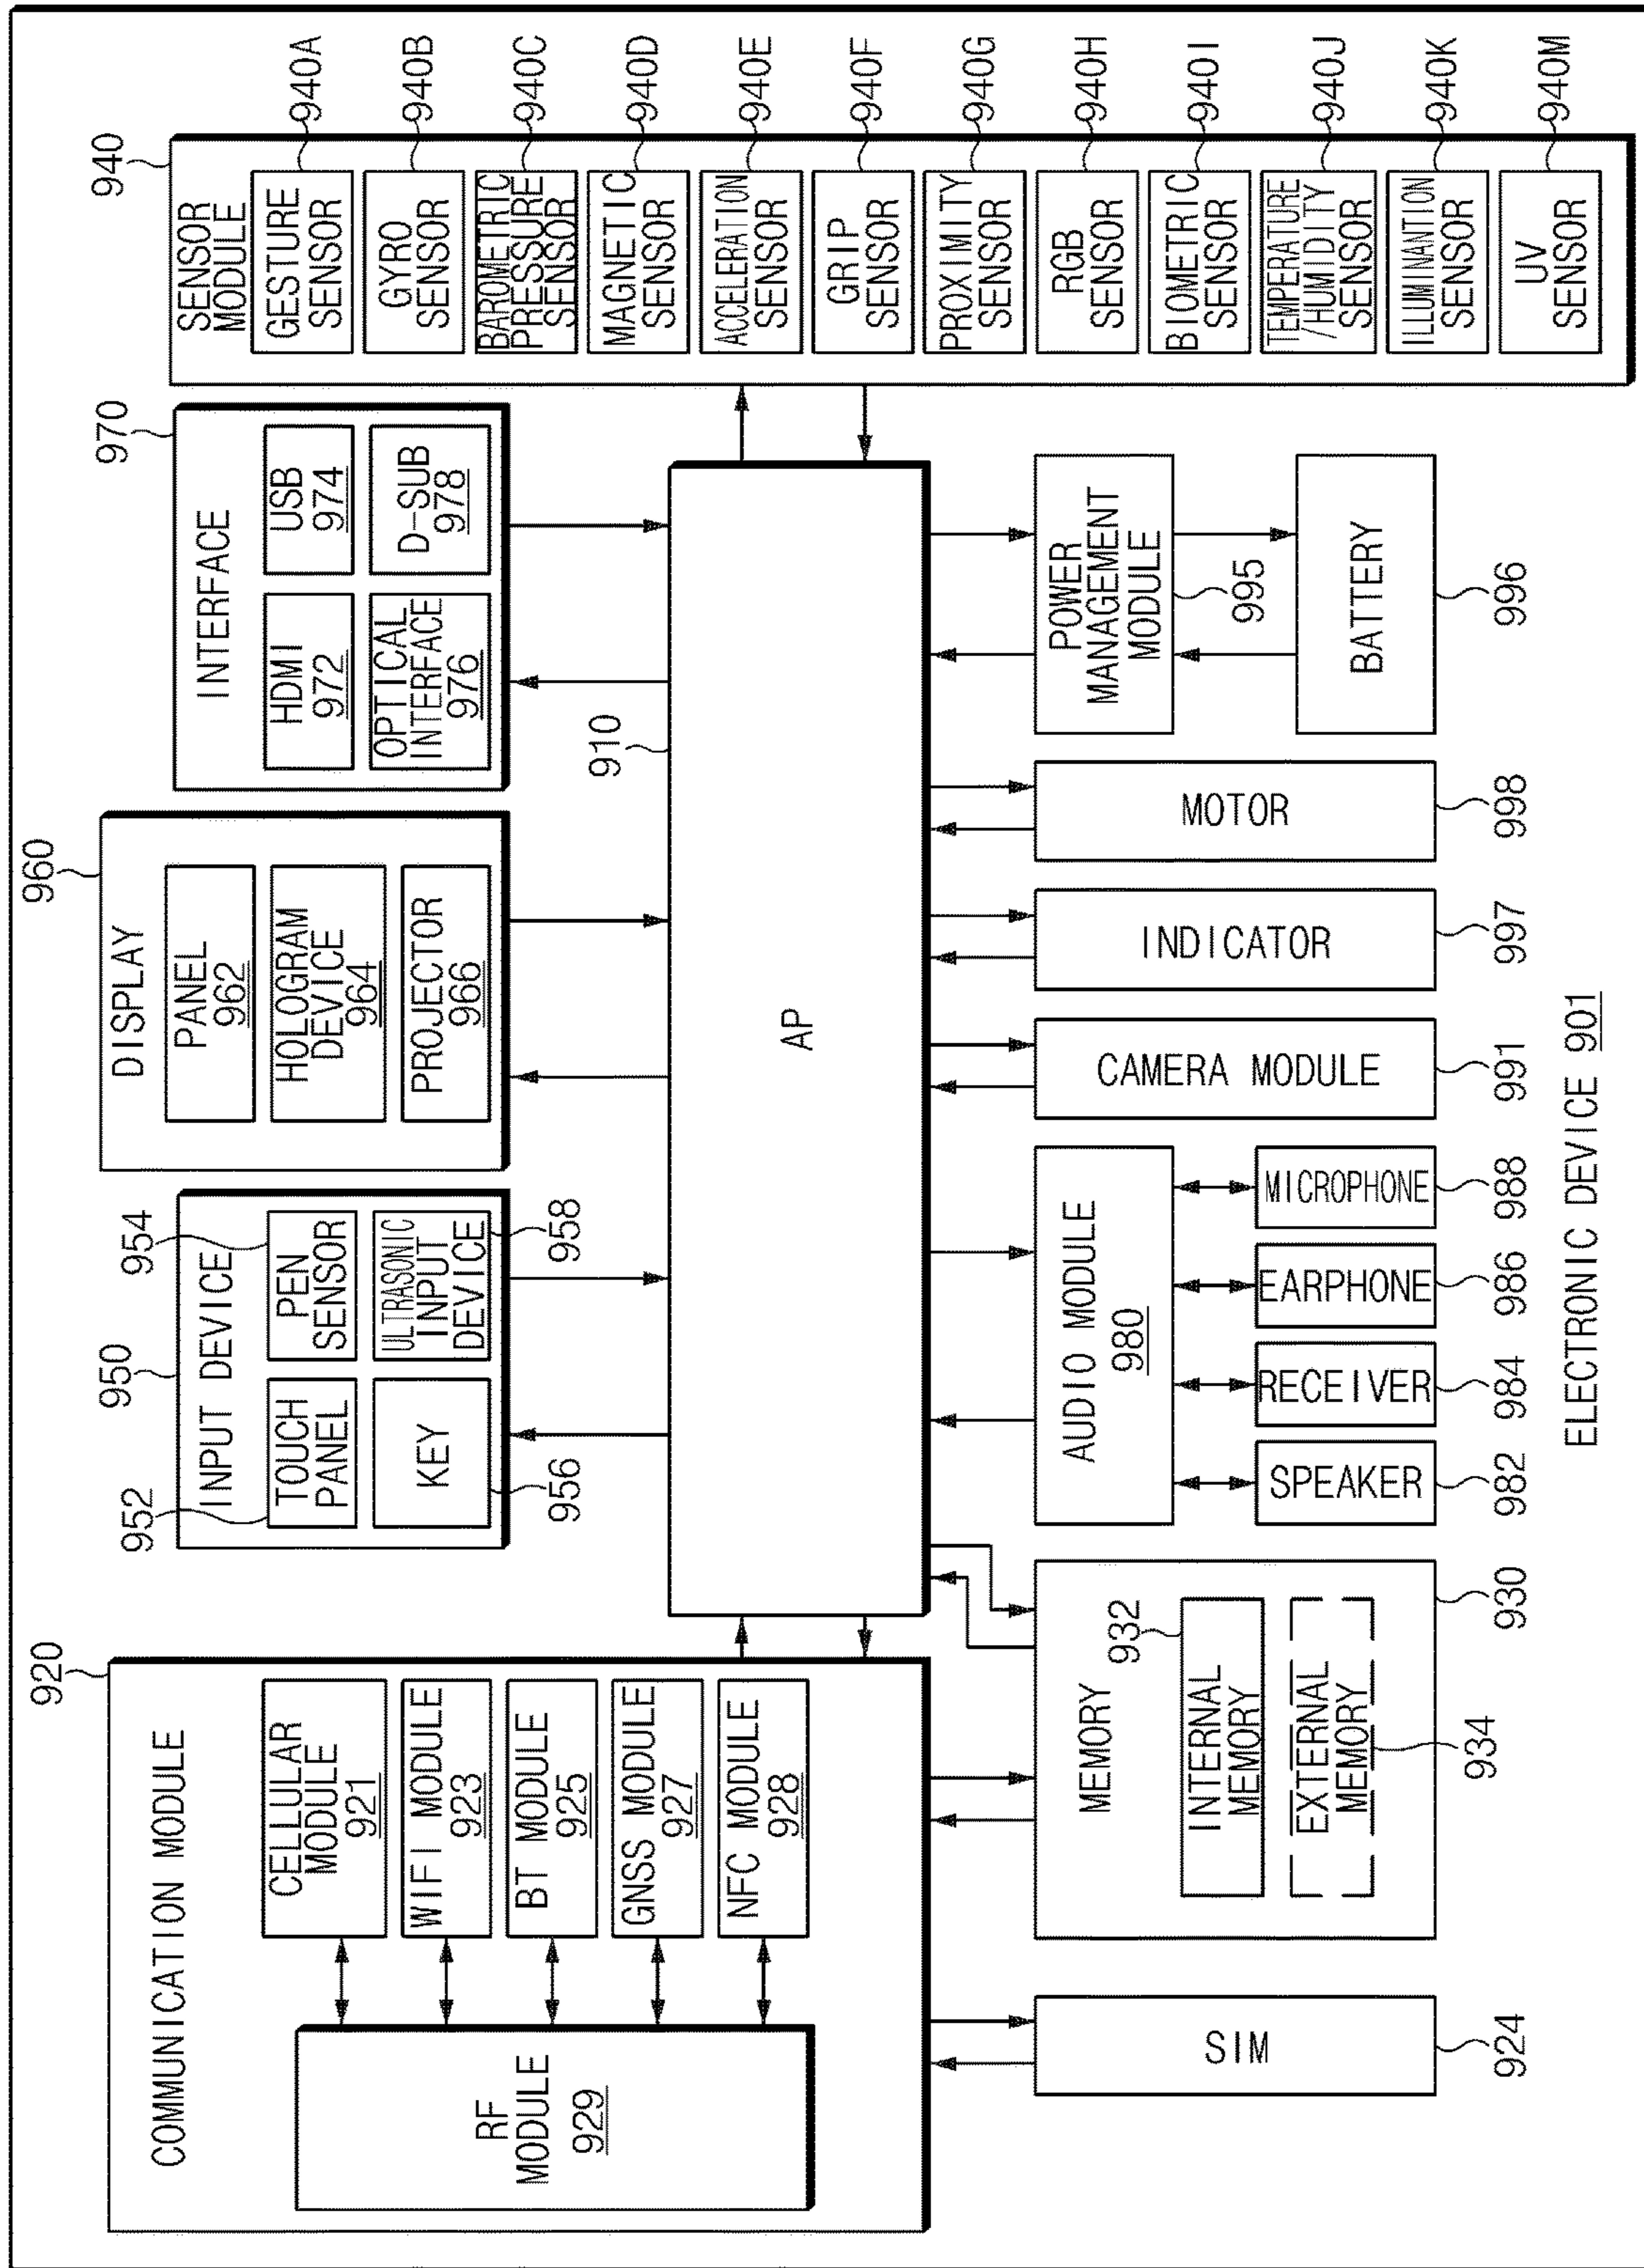 ELECTRONIC DEVICE 901
920
COMMUNICATION MODULE
RF
MODULE
929
CELLULAR
MODULE
921
WIFI MODULE
923
BT MODULE
925
GNSS MODULE
927
NFC MODULE
928
950
INPUT DEVICE
952
TOUCH
PANEL
954
PEN
SENSOR
KEY
956
ULTRASONIC
INPUT
DEVICE
958
960
DISPLAY
PANEL
962
HOLOGRAM
DEVICE
964
PROJECTOR
966
970
INTERFACE
HDMI
972
USB
974
OPTICAL
INTERFACE
976
D-SUB
978
940
SENSOR
MODULE
GESTURE
SENSOR
940A
GYRO
SENSOR
940B
BAROMETRIC
PRESSURE
SENSOR
940C
MAGNETIC
SENSOR
940D
ACCELERATION
SENSOR
940E
GRIP
SENSOR
940F
PROXIMITY
SENSOR
940G
RGB
SENSOR
940H
BIOMETRIC
SENSOR
940I
TEMPERATURE
/HUMIDITY
SENSOR
940J
ILLUMINANTION
SENSOR
940K
UV
SENSOR
940M
910
AP
SIM
924
MEMORY
932
INTERNAL
MEMORY
EXTERNAL
MEMORY
934
930
AUDIO MODULE
980
SPEAKER
982
RECEIVER
984
EARPHONE
986
MICROPHONE
988
CAMERA MODULE
991
INDICATOR
997
MOTOR
998
POWER
MANAGEMENT
MODULE
995
BATTERY
996